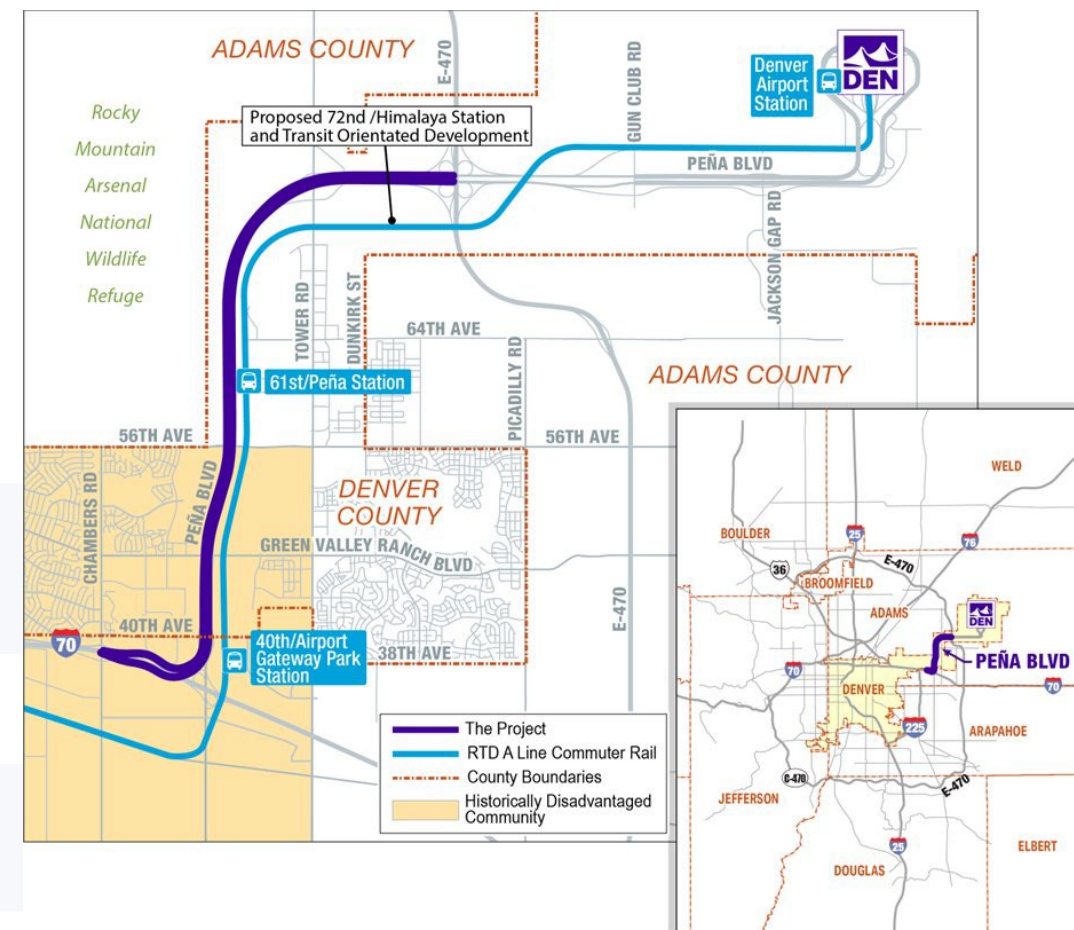 ADAMS COUNTY
E-470
GUN CLUB RD
Denver
Airport
Station
DEN
Rocky
Mountain
Arsenal
National
Wildlife
Refuge
Proposed 72nd /Himalaya Station
and Transit Orientated Development
PEÑA BLVD
JACKSON GAP RD
TOWER RD
DUNKIRK ST
64TH AVE
PICADILLY RD
ADAMS COUNTY
61st/Peña Station
56TH AVE
56TH AVE
CHAMBERS RD
PEÑA BLVD
DENVER
COUNTY
GREEN VALLEY RANCH BLVD
E-470
40TH AVE
70
40th/Airport
Gateway Park
Station
38TH AVE
The Project
RTD A Line Commuter Rail
County Boundaries
Historically Disadvantaged
Community
WELD
BOULDER
25
76
36
E-470
BROOMFIELD
ADAMS
DEN
PEÑA BLVD
70
70
DENVER
225
ARAPAHOE
C-470
E-470
JEFFERSON
25
ELBERT
DOUGLAS